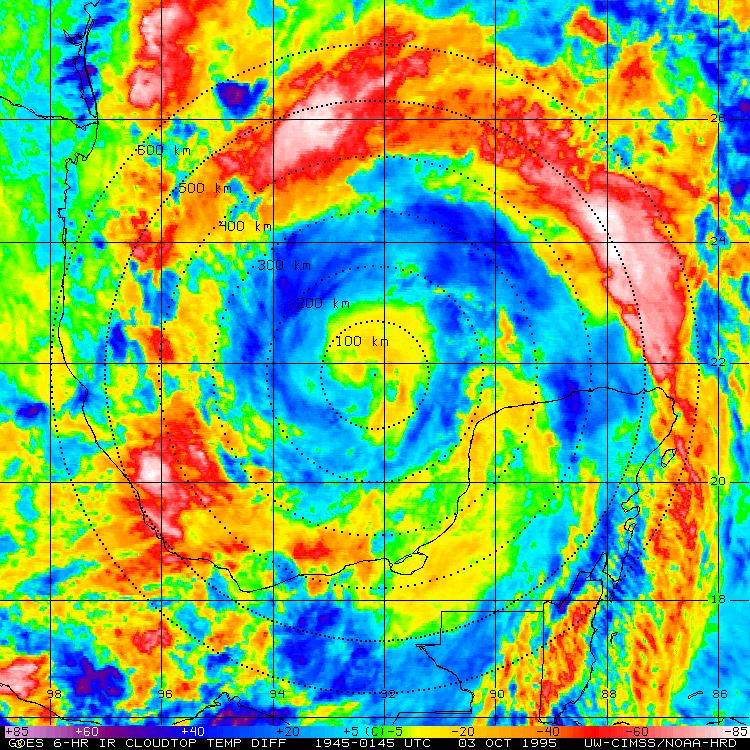 26
600 km
500 km
400 km
24
300 km
200 km
100 km
22
20
18
98 96 94 92 90 88 86
+85 +60 +40 +20 +5 (C) -5 -20 -40 -60 -85
GOES 6-HR IR CLOUDTOP TEMP DIFF 1945-0145 UTC 03 OCT 1995 UW-CIMSS%NOAA-HRD